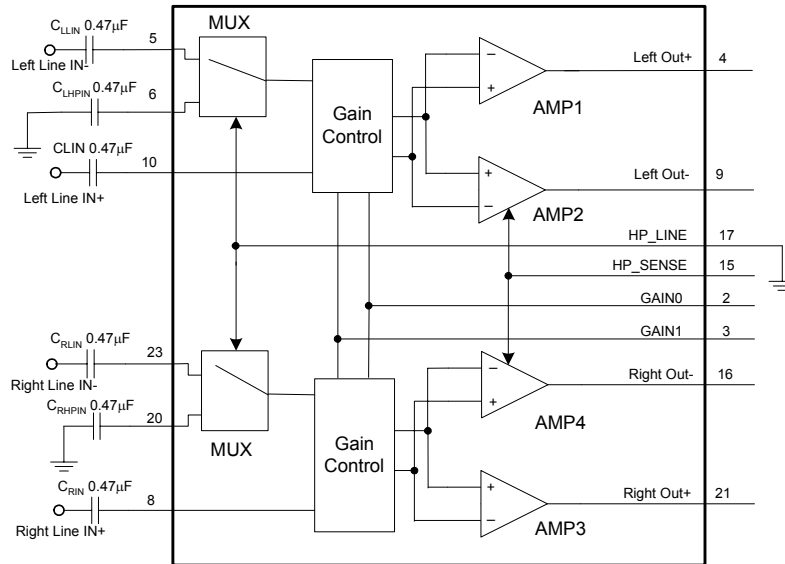 MUX
CLLIN 0.47µF
5
Left Line IN-
CLHPIN 0.47µF
6
CLIN 0.47µF
10
Left Line IN+
Gain
Control
AMP1
Left Out+
4
AMP2
Left Out-
9
HP_LINE
17
HP_SENSE
15
GAIN0
2
GAIN1
3
CRLIN 0.47µF
23
Right Line IN-
CRHPIN 0.47µF
20
MUX
CRIN 0.47µF
8
Right Line IN+
Gain
Control
AMP4
Right Out-
16
AMP3
Right Out+
21